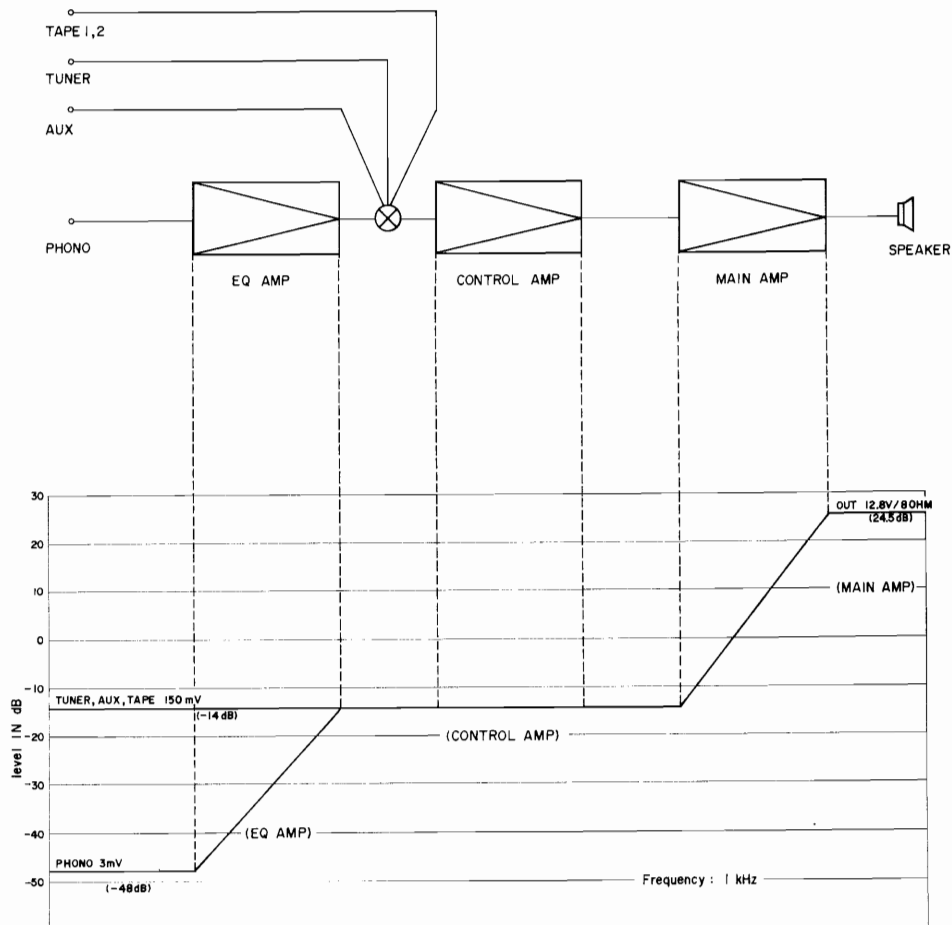 TAPE 1,2
TUNER
AUX
PHONO
SPEAKER
EQ AMP
CONTROL AMP
MAIN AMP
30
OUT 12.8V/8OHM
(24.5dB)
20
10
(MAIN AMP)
0
-10
TUNER, AUX, TAPE 150 mV
(-14dB)
-20
(CONTROL AMP)
level IN dB
-30
-40
(EQ AMP)
PHONO 3mV
(-48dB)
-50
Frequency : 1 kHz